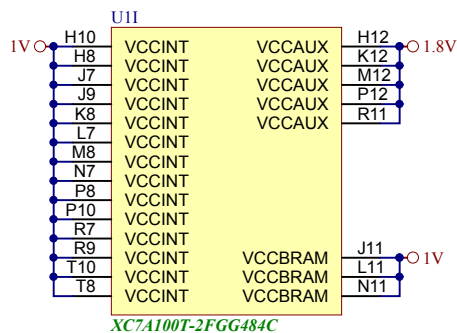 U1I
1V H10 VCCINT VCCAUX H12 1.8V
H8 VCCINT VCCAUX K12
J7 VCCINT VCCAUX M12
J9 VCCINT VCCAUX P12
K8 VCCINT VCCAUX R11
L7 VCCINT
M8 VCCINT
N7 VCCINT
P8 VCCINT
P10 VCCINT
R7 VCCINT
R9 VCCINT VCCBRAM J11 1V
T10 VCCINT VCCBRAM L11
T8 VCCINT VCCBRAM N11
XC7A100T-2FGG484C